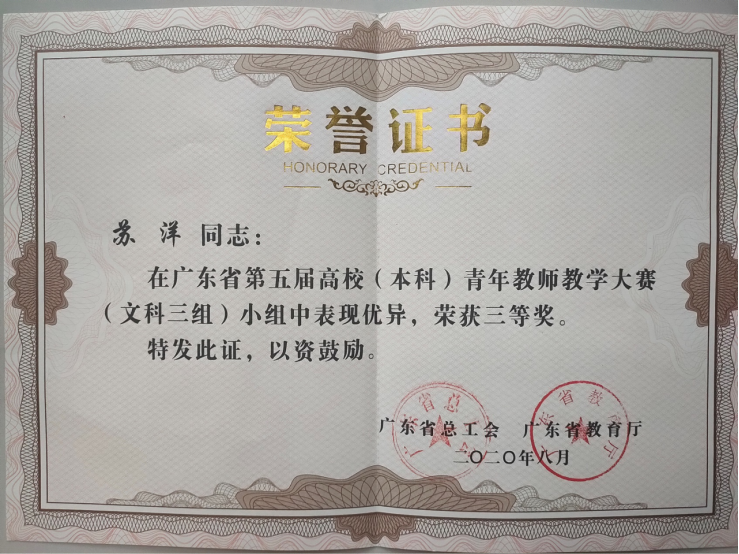 荣誉证书
HONORARY CREDENTIAL
苏 洋 同志：
在广东省第五届高校（本科）青年教师教学大赛
（文科三组）小组中表现优异，荣获三等奖。
特发此证，以资鼓励。
广东省总工会 广东省教育厅
二〇二〇年八月